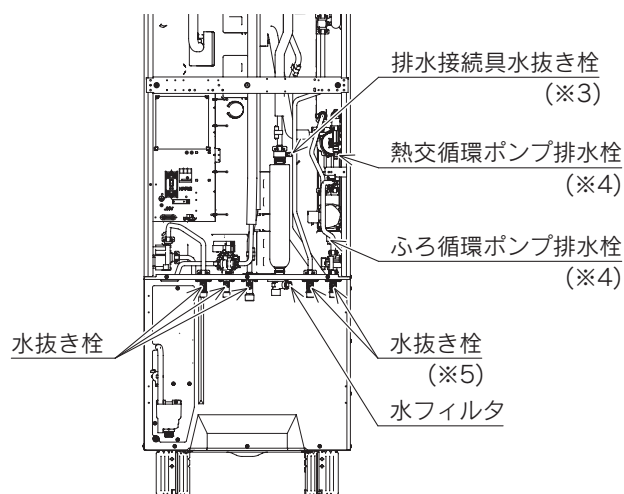 排水接続具水抜き栓
(※3)
熱交循環ポンプ排水栓
(※4)
ふろ循環ポンプ排水栓
(※4)
水抜き栓
水抜き栓
(※5)
水フィルタ